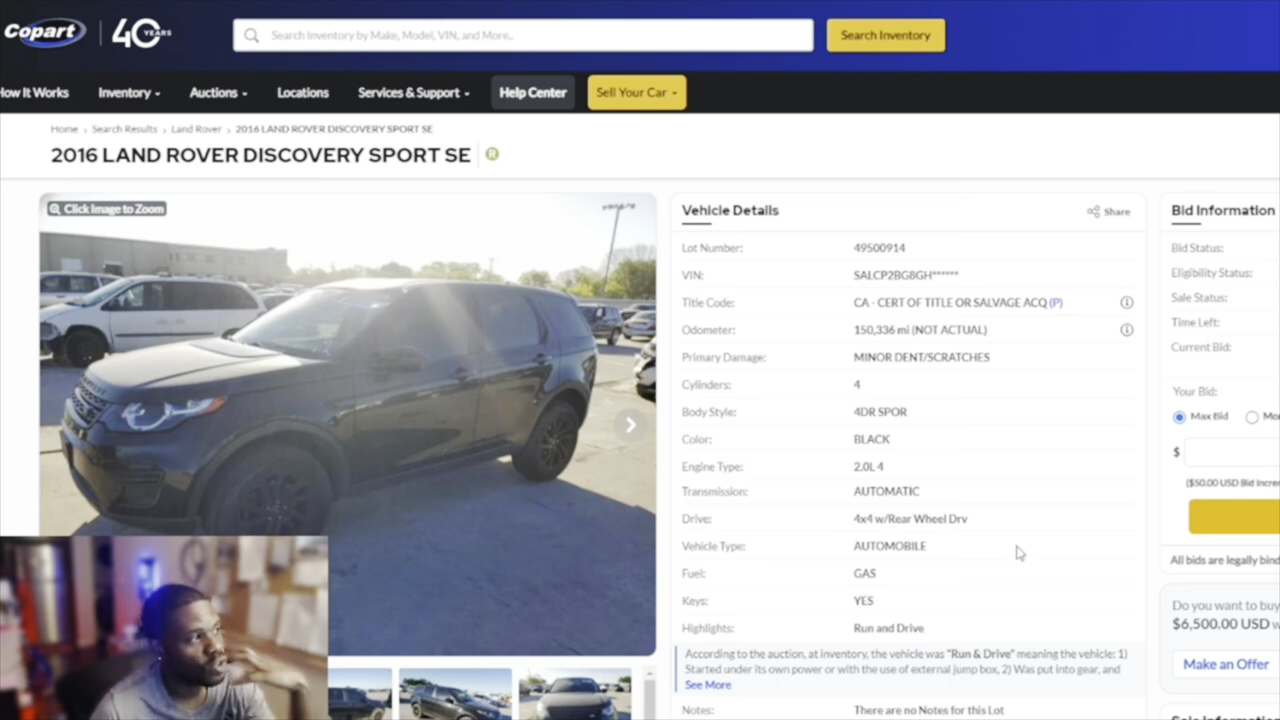 Copart 40 YEARS
Search Inventory by Make, Model, VIN, and More..
Search Inventory
How It Works
Inventory
Auctions
Locations
Services & Support
Help Center
Sell Your Car
Home › Search Results › Land Rover › 2016 LAND ROVER DISCOVERY SPORT SE
2016 LAND ROVER DISCOVERY SPORT SE R
Click Image to Zoom
Vehicle Details
Share
Lot Number: 49500914
VIN: SALCP2BG8GH******
Title Code: CA - CERT OF TITLE OR SALVAGE ACQ (P)
Odometer: 150,336 mi (NOT ACTUAL)
Primary Damage: MINOR DENT/SCRATCHES
Cylinders: 4
Body Style: 4DR SPOR
Color: BLACK
Engine Type: 2.0L 4
Transmission: AUTOMATIC
Drive: 4x4 w/Rear Wheel Drv
Vehicle Type: AUTOMOBILE
Fuel: GAS
Keys: YES
Highlights: Run and Drive
According to the auction, at inventory, the vehicle was "Run & Drive" meaning the vehicle: 1)
Started under its own power or with the use of external jump box, 2) Was put into gear, and
See More
Notes: There are no Notes for this Lot
Bid Information
Bid Status:
Eligibility Status:
Sale Status:
Time Left:
Current Bid:
Your Bid:
Max Bid
Mo
$
($50.00 USD Bid Incre
All bids are legally bind
Do you want to buy
$6,500.00 USD w
Make an Offer